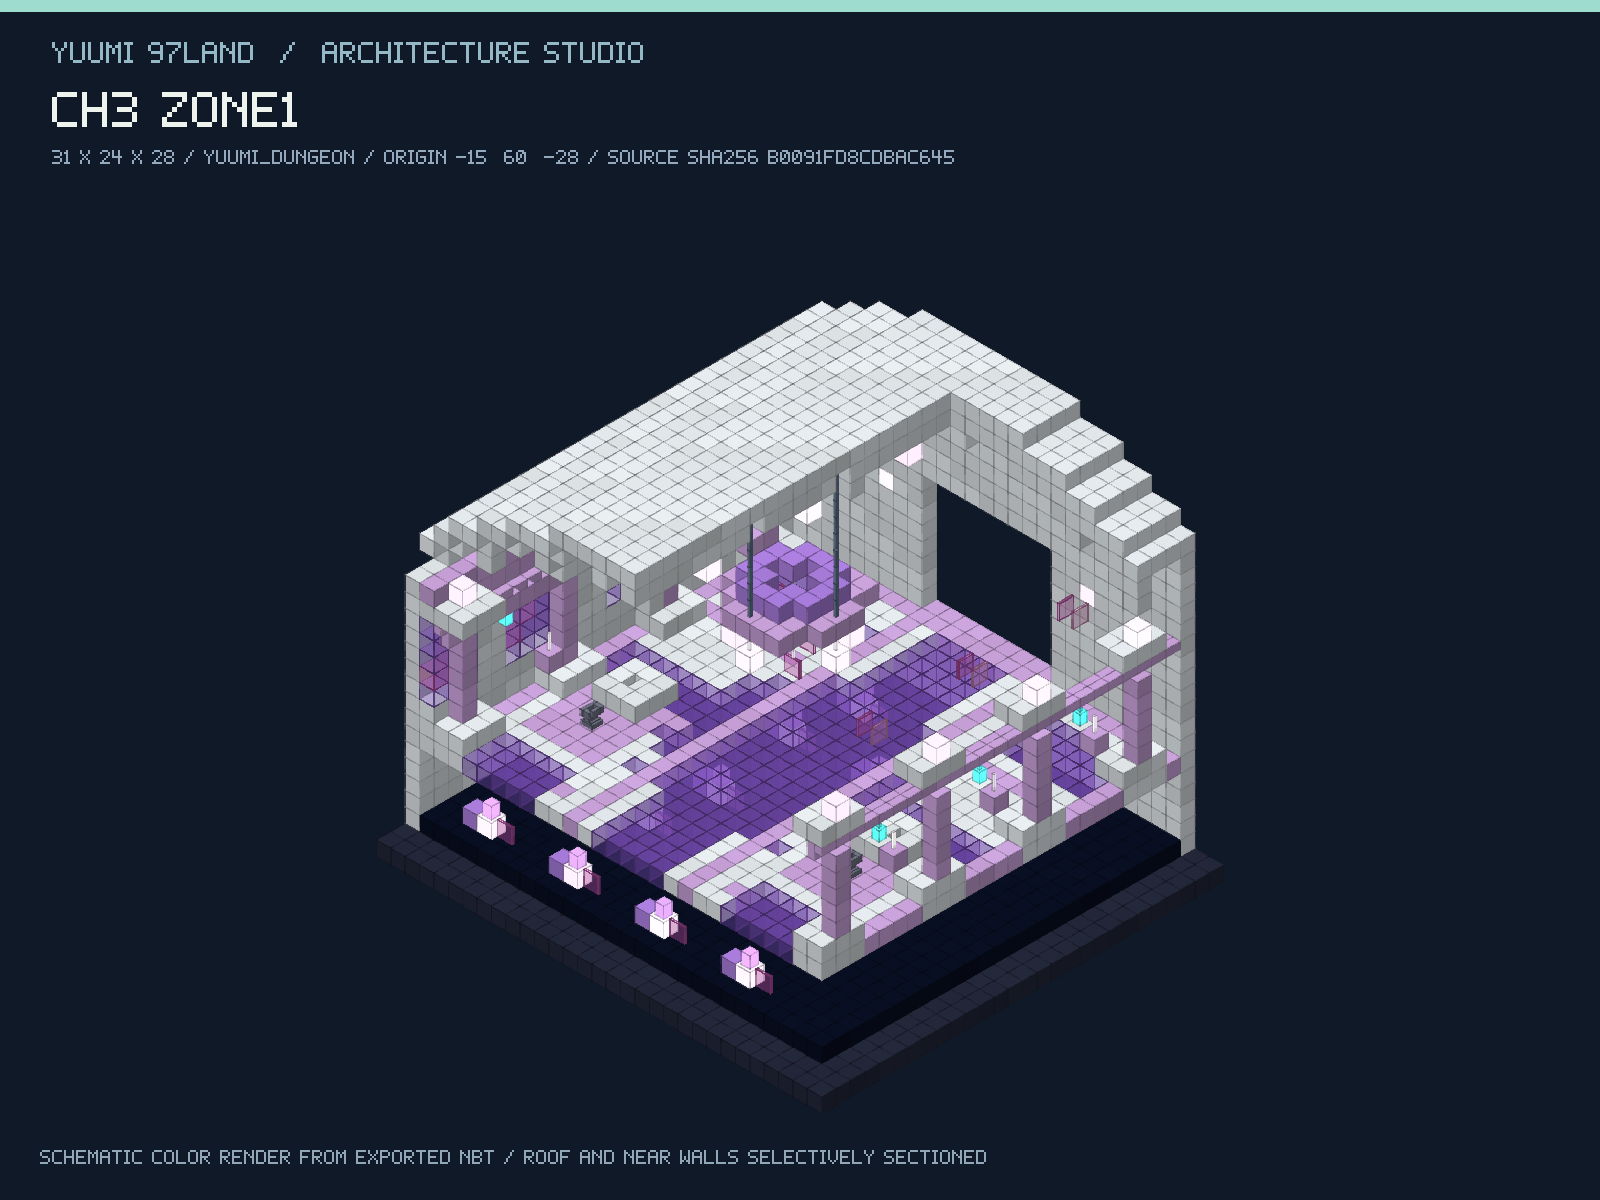 YUUMI 97LAND / ARCHITECTURE STUDIO
CH3 ZONE1
31 X 24 X 28 / YUUMI_DUNGEON / ORIGIN -15 60 -28 / SOURCE SHA256 B0091FD8CDBAC645
SCHEMATIC COLOR RENDER FROM EXPORTED NBT / ROOF AND NEAR WALLS SELECTIVELY SECTIONED